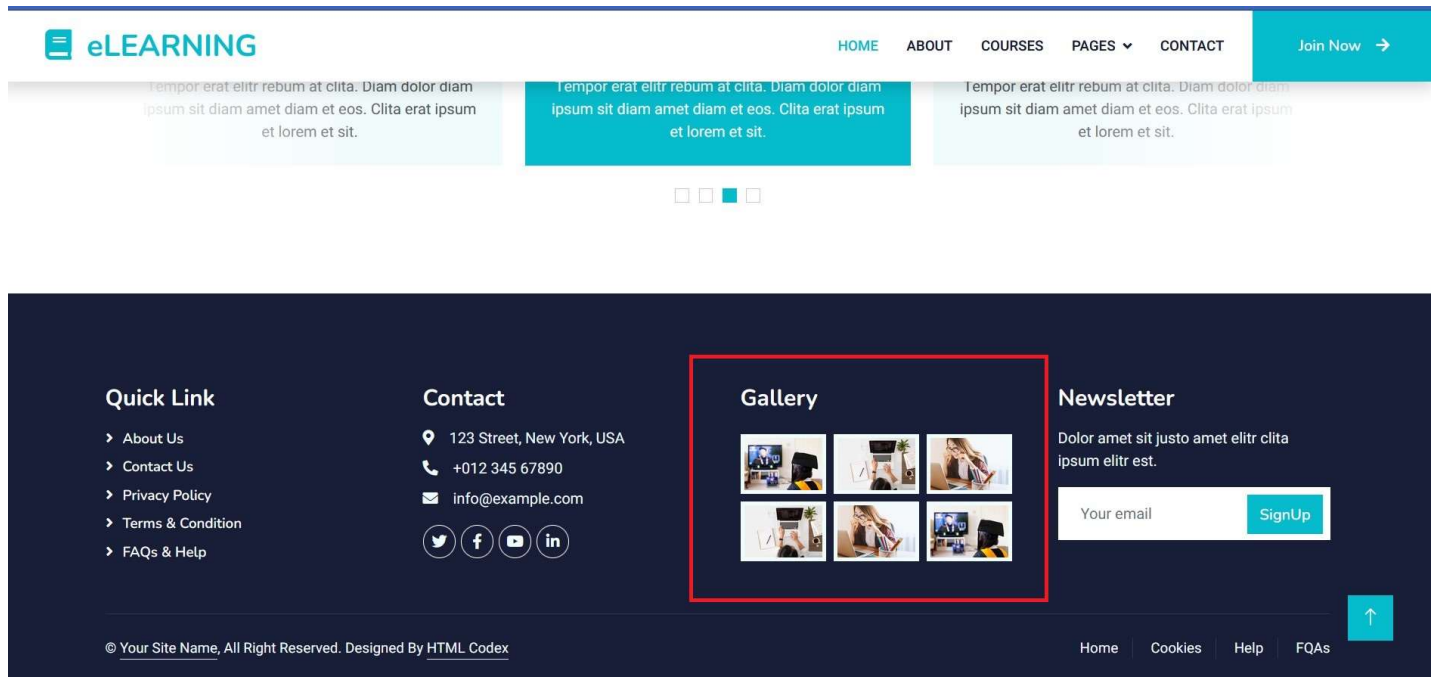 eLEARNING
HOME ABOUT COURSES PAGES CONTACT Join Now
Tempor erat elitr rebum at clita. Diam dolor diam
ipsum sit diam amet diam et eos. Clita erat ipsum
et lorem et sit.
Tempor erat elitr rebum at clita. Diam dolor diam
ipsum sit diam amet diam et eos. Clita erat ipsum
et lorem et sit.
Tempor erat elitr rebum at clita. Diam dolor diam
ipsum sit diam amet diam et eos. Clita erat ipsum
et lorem et sit.
Quick Link
About Us
Contact Us
Privacy Policy
Terms & Condition
FAQs & Help
Contact
123 Street, New York, USA
+012 345 67890
info@example.com
Gallery
Newsletter
Dolor amet sit justo amet elitr clita
ipsum elitr est.
Your email SignUp
© Your Site Name, All Right Reserved. Designed By HTML Codex
Home Cookies Help FQAs